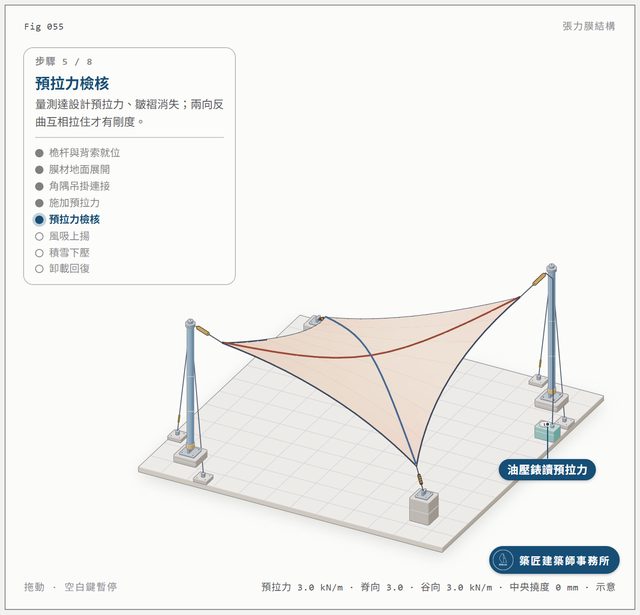 Fig 055
張力膜結構
步驟 5 / 8
預拉力檢核
量測達設計預拉力、皺褶消失；兩向反
曲互相拉住才有剛度。
桅杆與背索就位
膜材地面展開
角隅吊掛連接
施加預拉力
預拉力檢核
風吸上揚
積雪下壓
卸載回復
油壓錶讀預拉力
築匠建築師事務所
拖動 · 空白鍵暫停
預拉力 3.0 kN/m · 脊向 3.0 · 谷向 3.0 kN/m · 中央撓度 0 mm · 示意